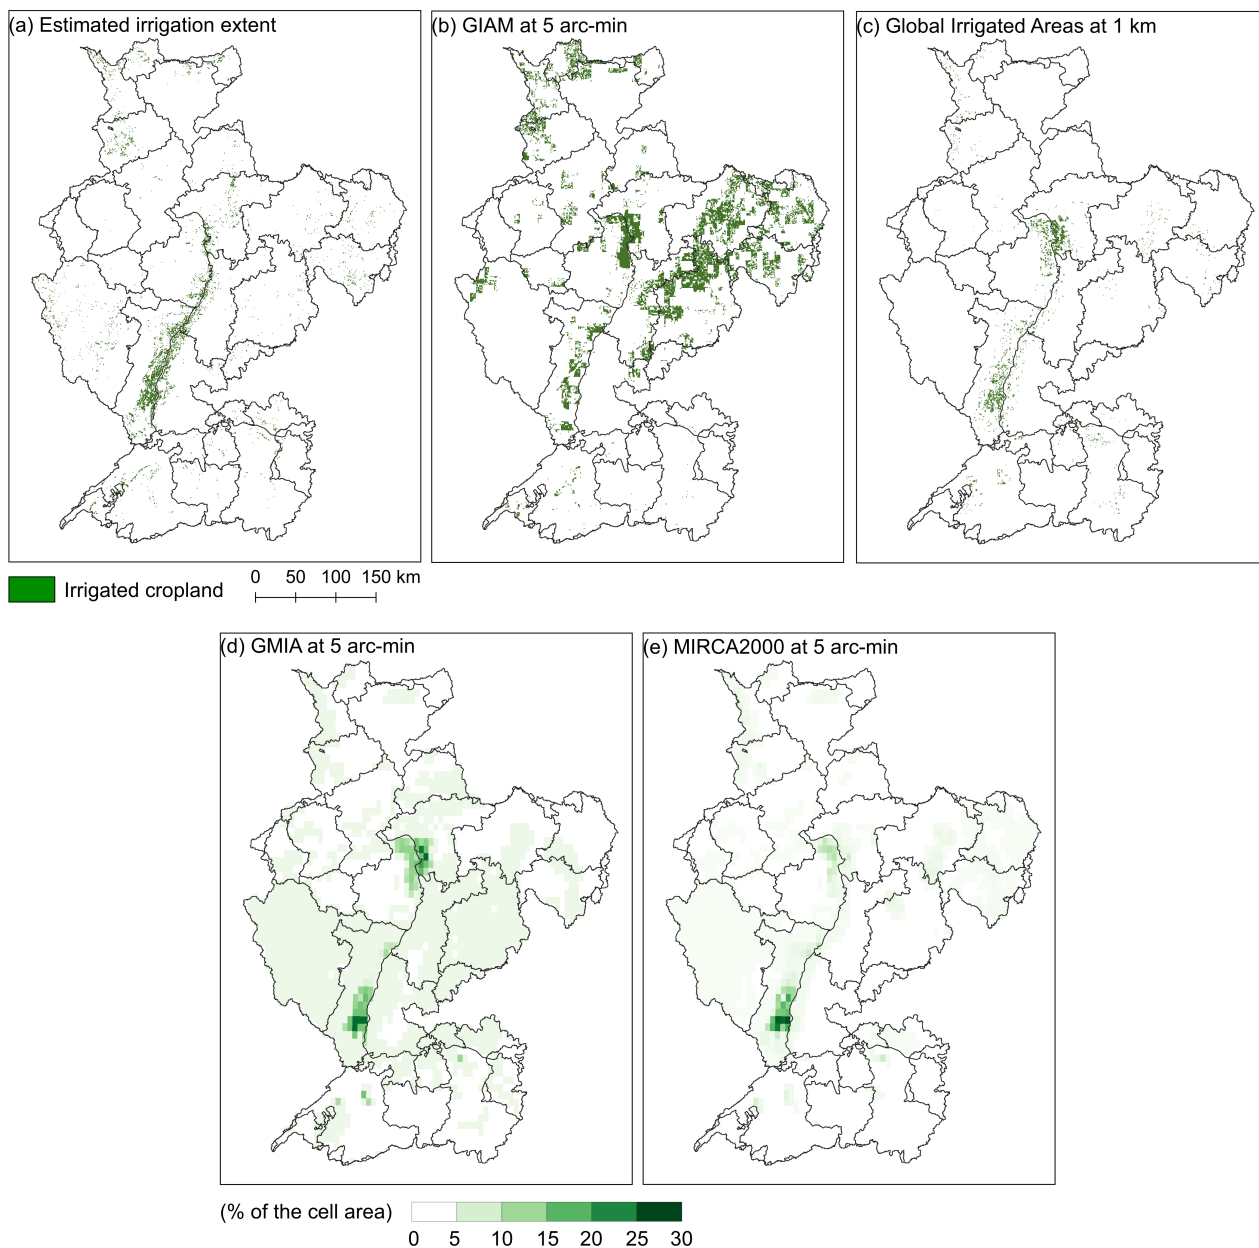 (a) Estimated irrigation extent
(b) GIAM at 5 arc-min
(c) Global Irrigated Areas at 1 km
Irrigated cropland
0 50 100 150 km
(d) GMIA at 5 arc-min
(e) MIRCA2000 at 5 arc-min
(% of the cell area)
0 5 10 15 20 25 30